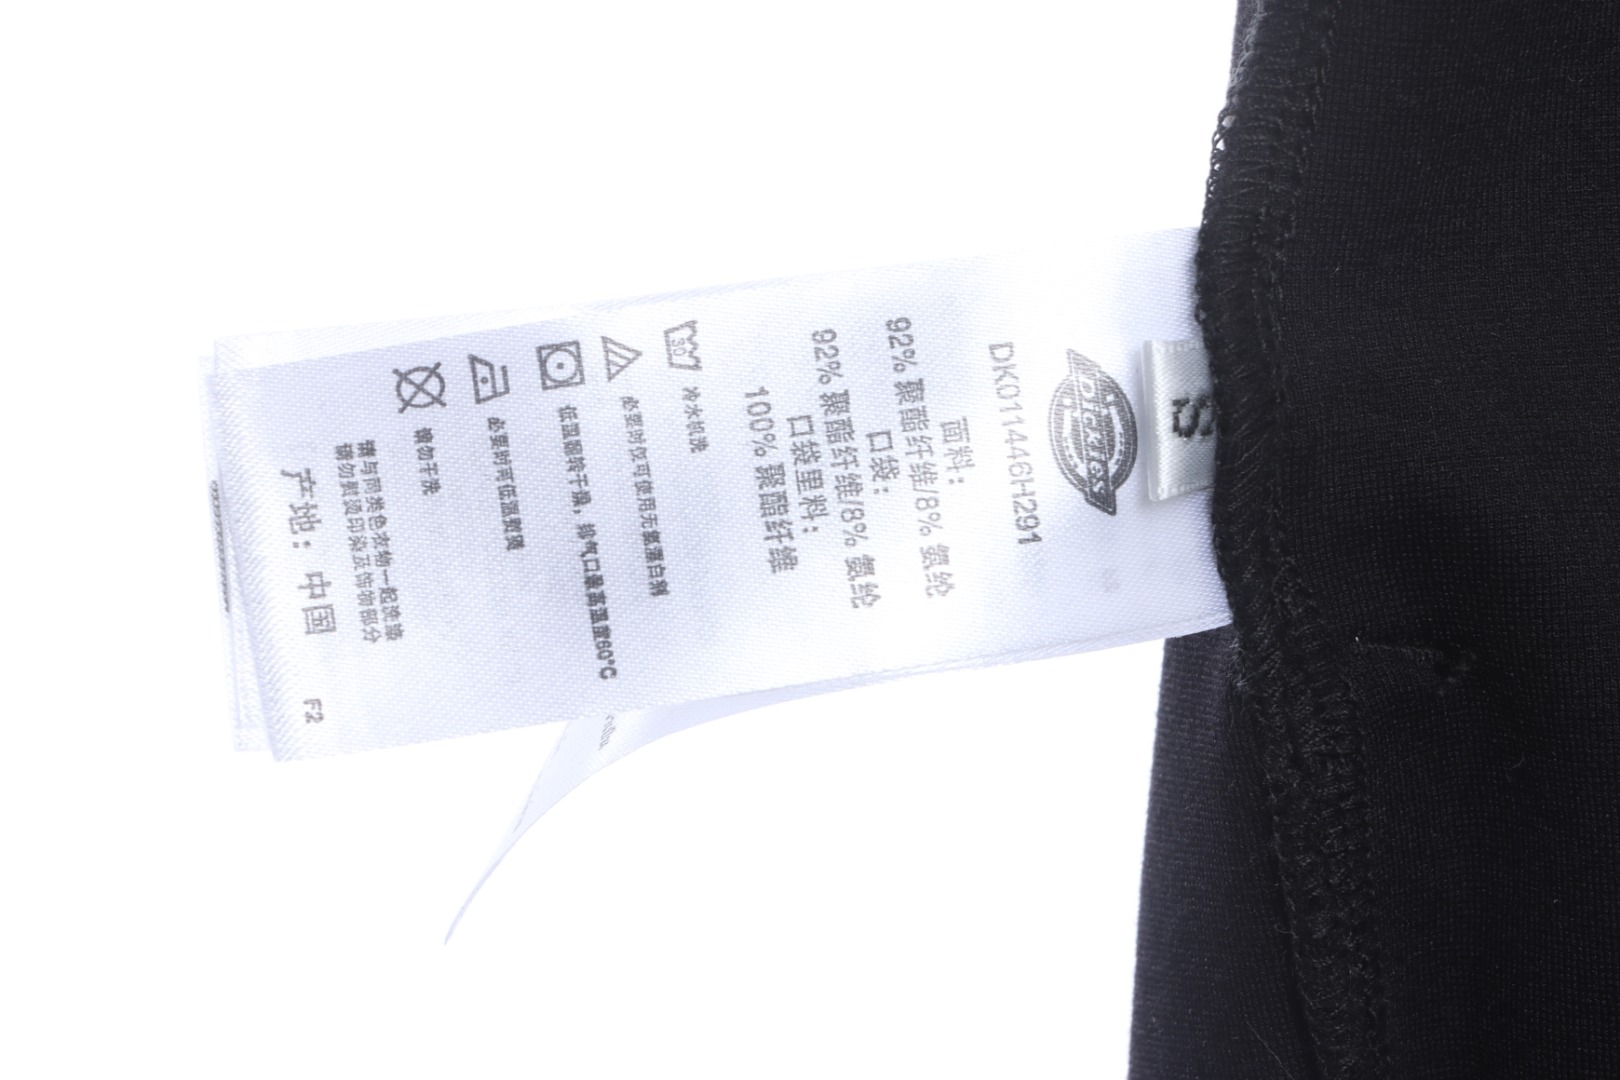 S
Dickies
DK011446H291
面料：
92% 聚酯纤维/8% 氨纶
口袋：
92% 聚酯纤维/8% 氨纶
口袋里料：
100% 聚酯纤维
30
冷水机洗
必要时仅可使用无氯漂白剂
低温翻转干燥，排气口最高温度60°C
必要时可低温熨烫
请勿干洗
请与同类色衣物一起洗涤
请勿熨烫印染及饰物部分
产地：中国
F2